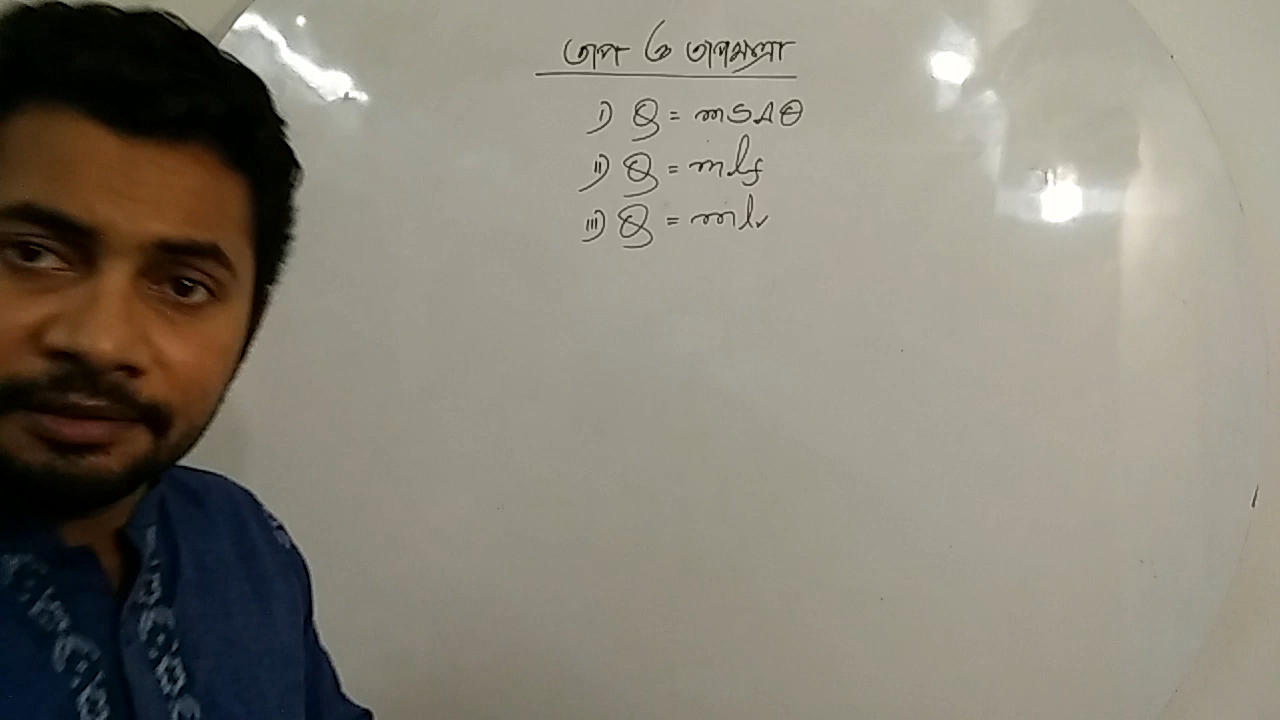 তাপ ও তাপমাত্রা
i) Q = mSΔθ
ii) Q = mlf
iii) Q = mlv